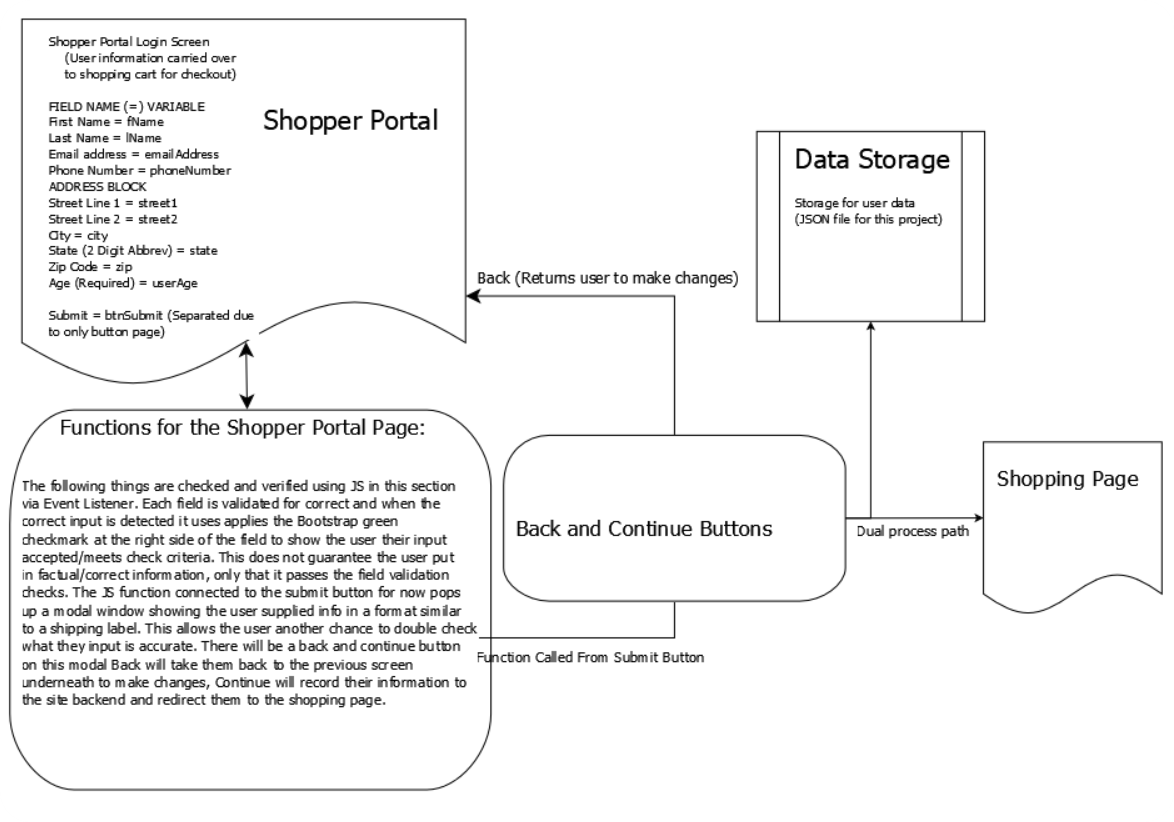 Shopper Portal Login Screen
(User information carried over
to shopping cart for checkout)
FIELD NAME (=) VARIABLE
First Name = fName
Last Name = lName
Email address = emailAddress
Phone Number = phoneNumber
ADDRESS BLOCK
Street Line 1 = street1
Street Line 2 = street2
City = city
State (2 Digit Abbrev) = state
Zip Code = zip
Age (Required) = userAge
Submit = btnSubmit (Separated due
to only button page)
Shopper Portal
Data Storage
Storage for user data
(JSON file for this project)
Back (Returns user to make changes)
Functions for the Shopper Portal Page:
The following things are checked and verified using JS in this section
via Event Listener. Each field is validated for correct and when the
correct input is detected it uses applies the Bootstrap green
checkmark at the right side of the field to show the user their input
accepted/meets check criteria. This does not guarantee the user put
in factual/correct information, only that it passes the field validation
checks. The JS function connected to the submit button for now pops
up a modal window showing the user supplied info in a format similar
to a shipping label. This allows the user another chance to double check
what they input is accurate. There will be a back and continue button
on this modal Back will take them back to the previous screen
underneath to make changes, Continue will record their information to
the site backend and redirect them to the shopping page.
Back and Continue Buttons
Function Called From Submit Button
Dual process path
Shopping Page